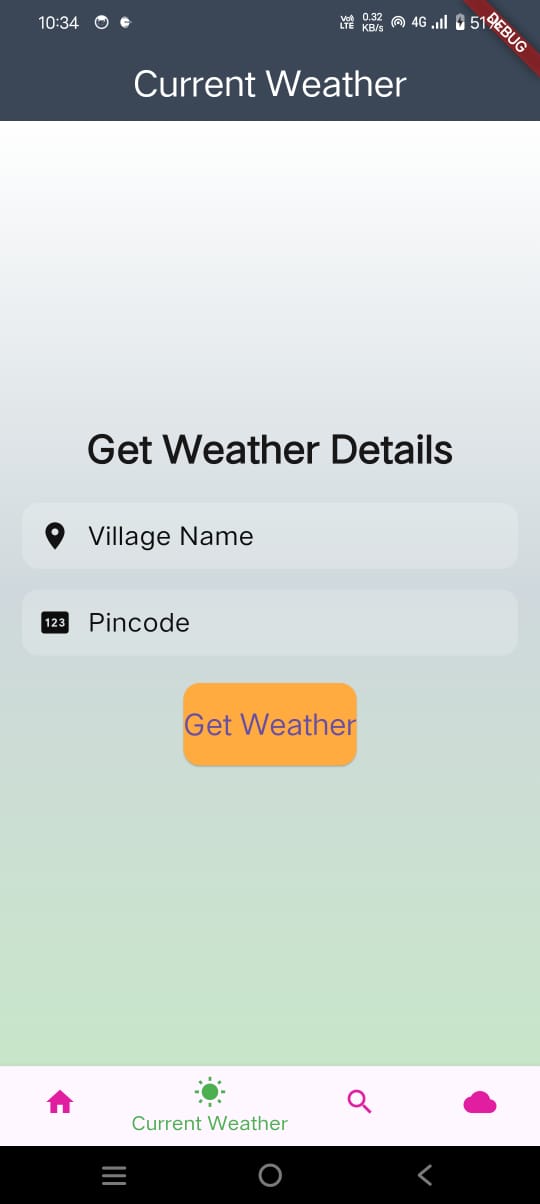 10:34 Vo) LTE 0.32 KB/s 4G 51%
DEBUG
Current Weather
Get Weather Details
Village Name
123 Pincode
Get Weather
Current Weather